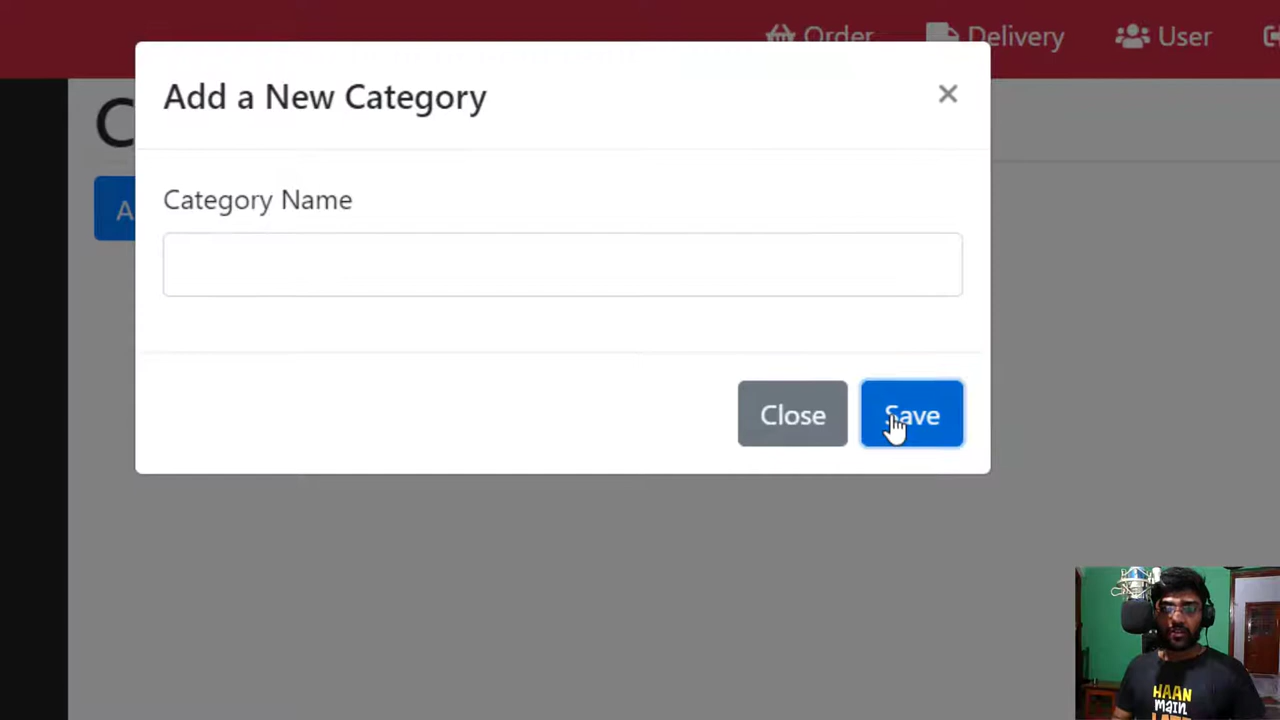 Order Delivery User
Add a New Category ×
C
Category Name
A
Close Save
HAAN
main